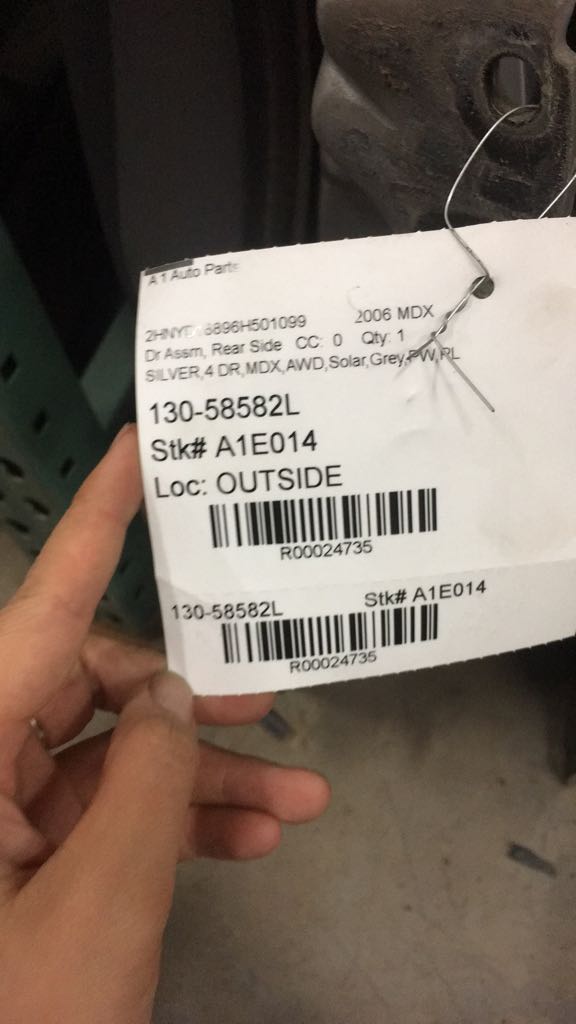 A 1 Auto Parts
2006 MDX
Dr Assm, Rear Side CC: 0 Qty: 1
SILVER,4 DR,MDX,AWD,Solar,Grey,PW,PL
130-58582L
Stk# A1E014
Loc: OUTSIDE
R00024735
130-58582L Stk# A1E014
R00024735